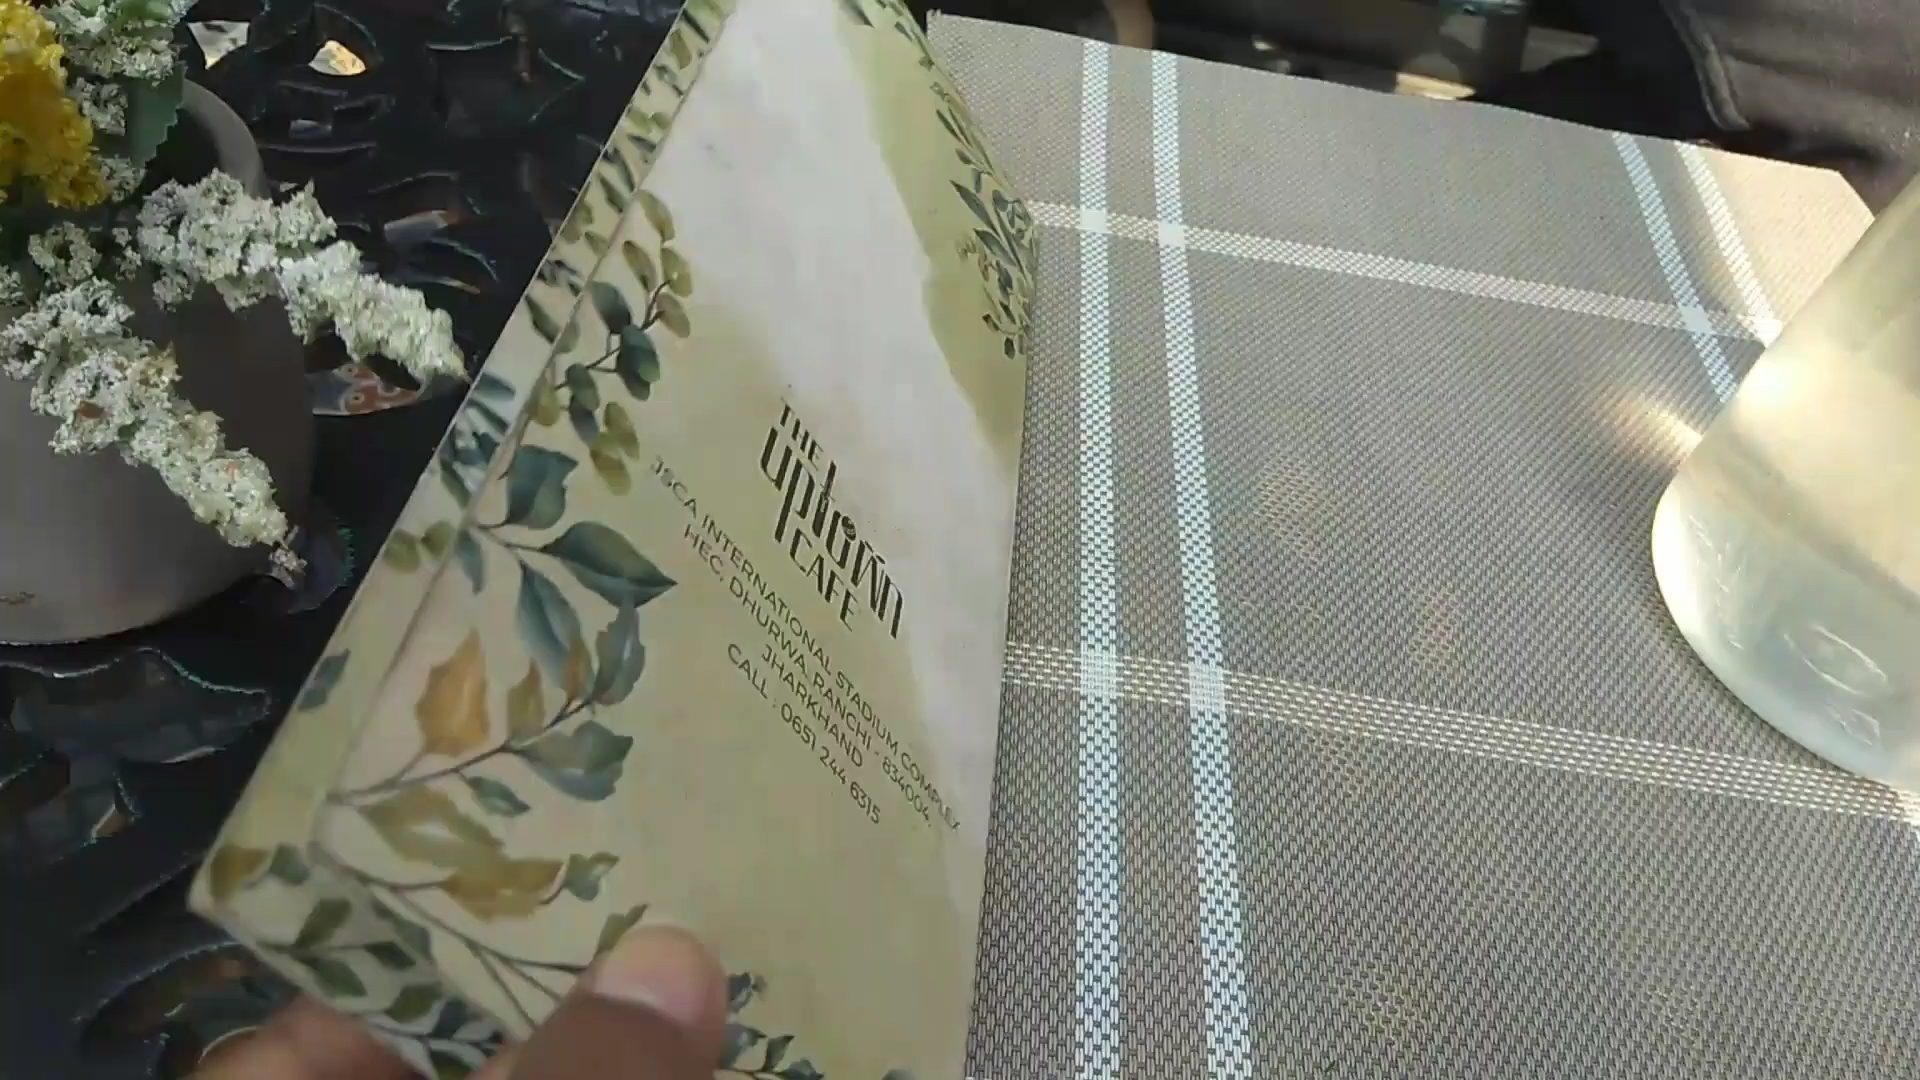 THE
uptown
CAFE
JSCA INTERNATIONAL STADIUM COMPLEX
HEC, DHURWA, RANCHI - 834004,
JHARKHAND
CALL : 0651 244 6315